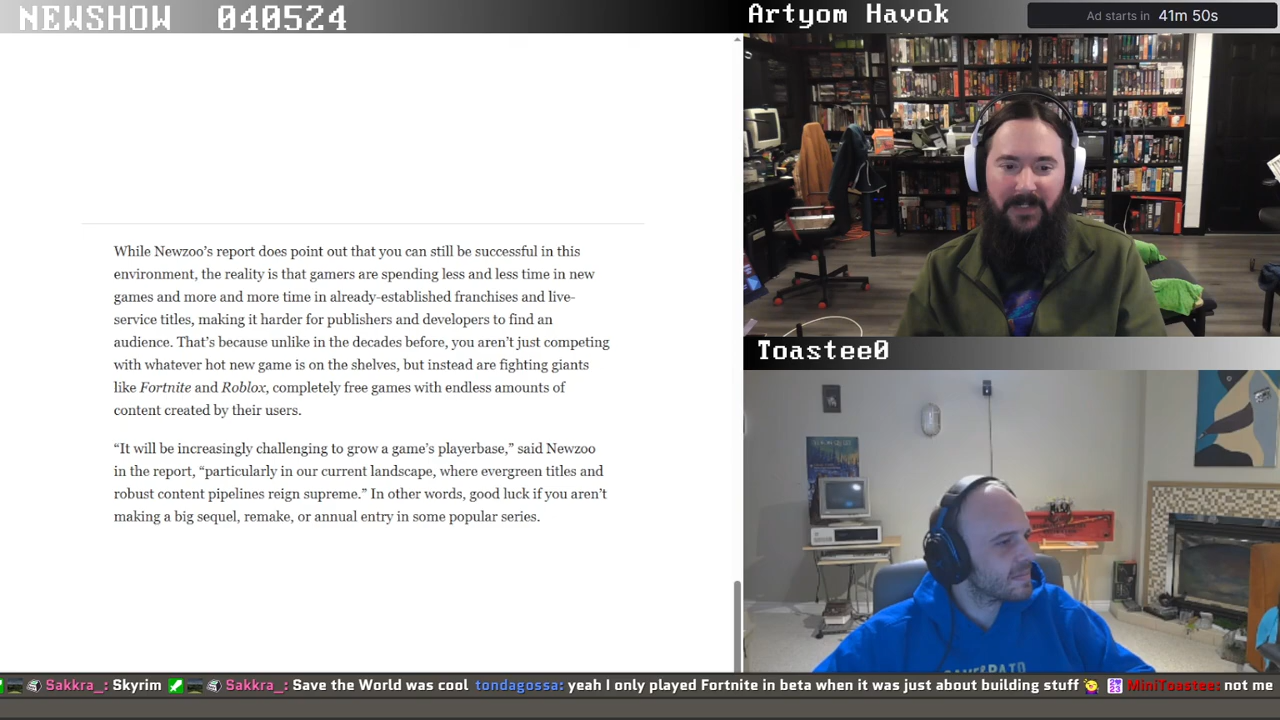 NEWSHOW 040524
Artyom Havok
Ad starts in 41m 50s
While Newzoo’s report does point out that you can still be successful in this
environment, the reality is that gamers are spending less and less time in new
games and more and more time in already-established franchises and live-
service titles, making it harder for publishers and developers to find an
audience. That’s because unlike in the decades before, you aren’t just competing
with whatever hot new game is on the shelves, but instead are fighting giants
like Fortnite and Roblox, completely free games with endless amounts of
content created by their users.
“It will be increasingly challenging to grow a game’s playerbase,” said Newzoo
in the report, “particularly in our current landscape, where evergreen titles and
robust content pipelines reign supreme.” In other words, good luck if you aren’t
making a big sequel, remake, or annual entry in some popular series.
Toastee0
Sakkra_: Skyrim Sakkra_: Save the World was cool tondagossa: yeah I only played Fortnite in beta when it was just about building stuff MiniToastee: not me